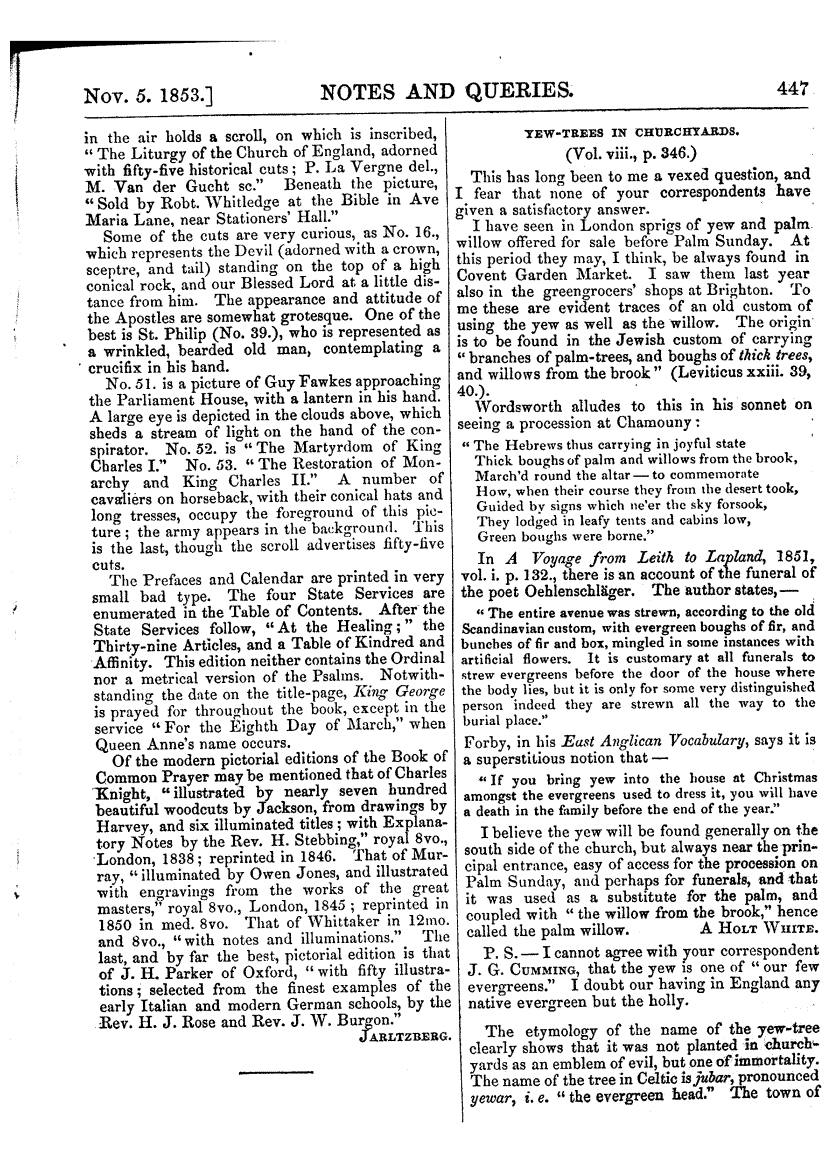 Nov. 5. 1853.] NOTES AND QUERIES. 447
in the air holds a scroll, on which is inscribed,
“ The Liturgy of the Church of England, adorned
with fifty-five historical cuts; P. La Vergne del.,
M. Van der Gucht sc.” Beneath the picture,
“ Sold by Robt. Whitledge at the Bible in Ave
Maria Lane, near Stationers' Hall.”
Some of the cuts are very curious, as No. 16.,
which represents the Devil (adorned with a crown,
sceptre, and tail) standing on the top of a high
conical rock, and our Blessed Lord at a little dis-
tance from him. The appearance and attitude of
the Apostles are somewhat grotesque. One of the
best is St. Philip (No. 39.), who is represented as
a wrinkled, bearded old man, contemplating a
crucifix in his hand.
No. 51. is a picture of Guy Fawkes approaching
the Parliament House, with a lantern in his hand.
A large eye is depicted in the clouds above, which
sheds a stream of light on the hand of the con-
spirator. No. 52. is “ The Martyrdom of King
Charles I.” No. 53. “ The Restoration of Mon-
archy and King Charles II.” A number of
cavaliers on horseback, with their conical hats and
long tresses, occupy the foreground of this pic-
ture ; the army appears in the background. This
is the last, though the scroll advertises fifty-five
cuts.
The Prefaces and Calendar are printed in very
small bad type. The four State Services are
enumerated in the Table of Contents. After the
State Services follow, “At the Healing ;” the
Thirty-nine Articles, and a Table of Kindred and
Affinity. This edition neither contains the Ordinal
nor a metrical version of the Psalms. Notwith-
standing the date on the title-page, King George
is prayed for throughout the book, except in the
service “ For the Eighth Day of March,” when
Queen Anne's name occurs.
Of the modern pictorial editions of the Book of
Common Prayer may be mentioned that of Charles
Knight, “ illustrated by nearly seven hundred
beautiful woodcuts by Jackson, from drawings by
Harvey, and six illuminated titles ; with Explana-
tory Notes by the Rev. H. Stebbing,” royal 8vo.,
London, 1838; reprinted in 1846. That of Mur-
ray, “ illuminated by Owen Jones, and illustrated
with engravings from the works of the great
masters,” royal 8vo., London, 1845 ; reprinted in
1850 in med. 8vo. That of Whittaker in 12mo.
and 8vo., “with notes and illuminations.” The
last, and by far the best, pictorial edition is that
of J. H. Parker of Oxford, “ with fifty illustra-
tions ; selected from the finest examples of the
early Italian and modern German schools, by the
Rev. H. J. Rose and Rev. J. W. Burgon.”
JARLTZBERG.
YEW-TREES IN CHURCHYARDS.
(Vol. viii., p. 346.)
This has long been to me a vexed question, and
I fear that none of your correspondents have
given a satisfactory answer.
I have seen in London sprigs of yew and palm
willow offered for sale before Palm Sunday. At
this period they may, I think, be always found in
Covent Garden Market. I saw them last year
also in the greengrocers' shops at Brighton. To
me these are evident traces of an old custom of
using the yew as well as the willow. The origin
is to be found in the Jewish custom of carrying
“ branches of palm-trees, and boughs of thick trees,
and willows from the brook ” (Leviticus xxiii. 39,
40.).
Wordsworth alludes to this in his sonnet on
seeing a procession at Chamouny :
“ The Hebrews thus carrying in joyful state
Thick boughs of palm and willows from the brook,
March'd round the altar — to commemorate
How, when their course they from the desert took,
Guided by signs which ne'er the sky forsook,
They lodged in leafy tents and cabins low,
Green boughs were borne.”
In A Voyage from Leith to Lapland, 1851,
vol. i. p. 132., there is an account of the funeral of
the poet Oehlenschläger. The author states,—
“ The entire avenue was strewn, according to the old
Scandinavian custom, with evergreen boughs of fir, and
bunches of fir and box, mingled in some instances with
artificial flowers. It is customary at all funerals to
strew evergreens before the door of the house where
the body lies, but it is only for some very distinguished
person indeed they are strewn all the way to the
burial place.”
Forby, in his East Anglican Vocabulary, says it is
a superstitious notion that —
“ If you bring yew into the house at Christmas
amongst the evergreens used to dress it, you will have
a death in the family before the end of the year.”
I believe the yew will be found generally on the
south side of the church, but always near the prin-
cipal entrance, easy of access for the procession on
Palm Sunday, and perhaps for funerals, and that
it was used as a substitute for the palm, and
coupled with “ the willow from the brook,” hence
called the palm willow. A HOLT WHITE.
P. S. — I cannot agree with your correspondent
J. G. CUMMING, that the yew is one of “ our few
evergreens.” I doubt our having in England any
native evergreen but the holly.
The etymology of the name of the yew-tree
clearly shows that it was not planted in church-
yards as an emblem of evil, but one of immortality.
The name of the tree in Celtic is jubar, pronounced
yewar, i. e. “ the evergreen head.” The town of